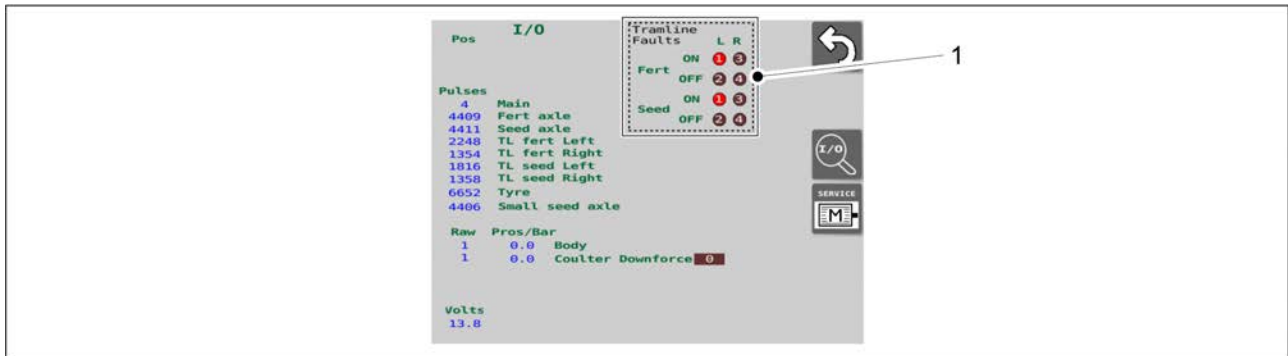 I/O
Pos
Tramline
Faults L R
Fert
ON 1 3
OFF 2 4
Seed
ON 1 3
OFF 2 4
1
Pulses
4 Main
4409 Fert axle
4411 Seed axle
2248 TL fert Left
1354 TL fert Right
1816 TL seed Left
1358 TL seed Right
6652 Tyre
4406 Small seed axle
I/O
SERVICE
M
Raw Pros/Bar
1 0.0 Body
1 0.0 Coulter Downforce 0
Volts
13.8